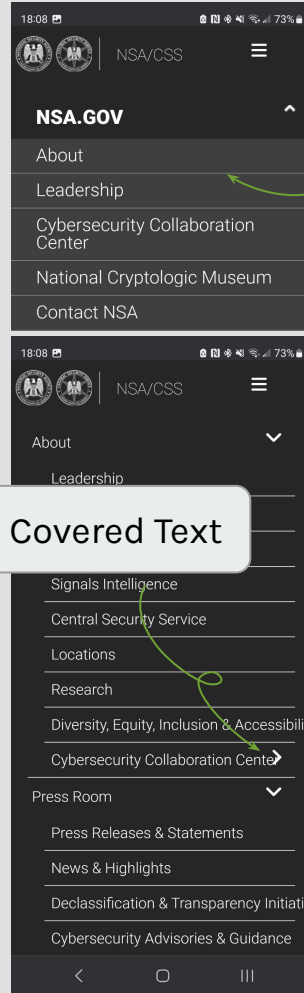 18:08 73%
NSA/CSS
NSA.GOV
About
Leadership
Cybersecurity Collaboration
Center
National Cryptologic Museum
Contact NSA
18:08 73%
NSA/CSS
About
Leadership
Covered Text
Signals Intelligence
Central Security Service
Locations
Research
Diversity, Equity, Inclusion & Accessibili
Cybersecurity Collaboration Center
Press Room
Press Releases & Statements
News & Highlights
Declassification & Transparency Initiati
Cybersecurity Advisories & Guidance